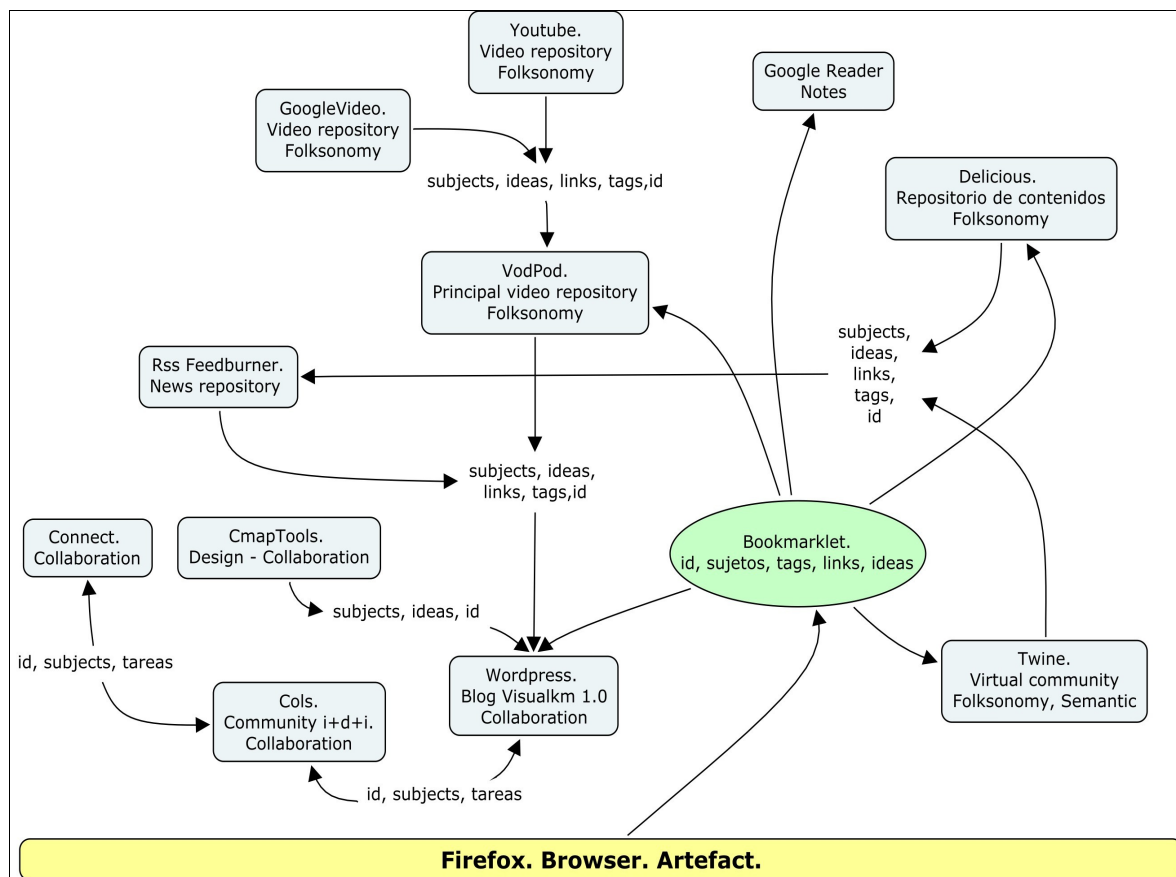 Youtube.
Video repository
Folksonomy
Google Reader
Notes
GoogleVideo.
Video repository
Folksonomy
subjects, ideas, links, tags,id
Delicious.
Repositorio de contenidos
Folksonomy
VodPod.
Principal video repository
Folksonomy
subjects,
ideas,
links,
tags,
id
Rss Feedburner.
News repository
subjects, ideas,
links, tags,id
Connect.
Collaboration
CmapTools.
Design - Collaboration
Bookmarklet.
id, sujetos, tags, links, ideas
subjects, ideas, id
id, subjects, tareas
Wordpress.
Blog Visualkm 1.0
Collaboration
Twine.
Virtual community
Folksonomy, Semantic
Cols.
Community i+d+i.
Collaboration
id, subjects, tareas
Firefox. Browser. Artefact.